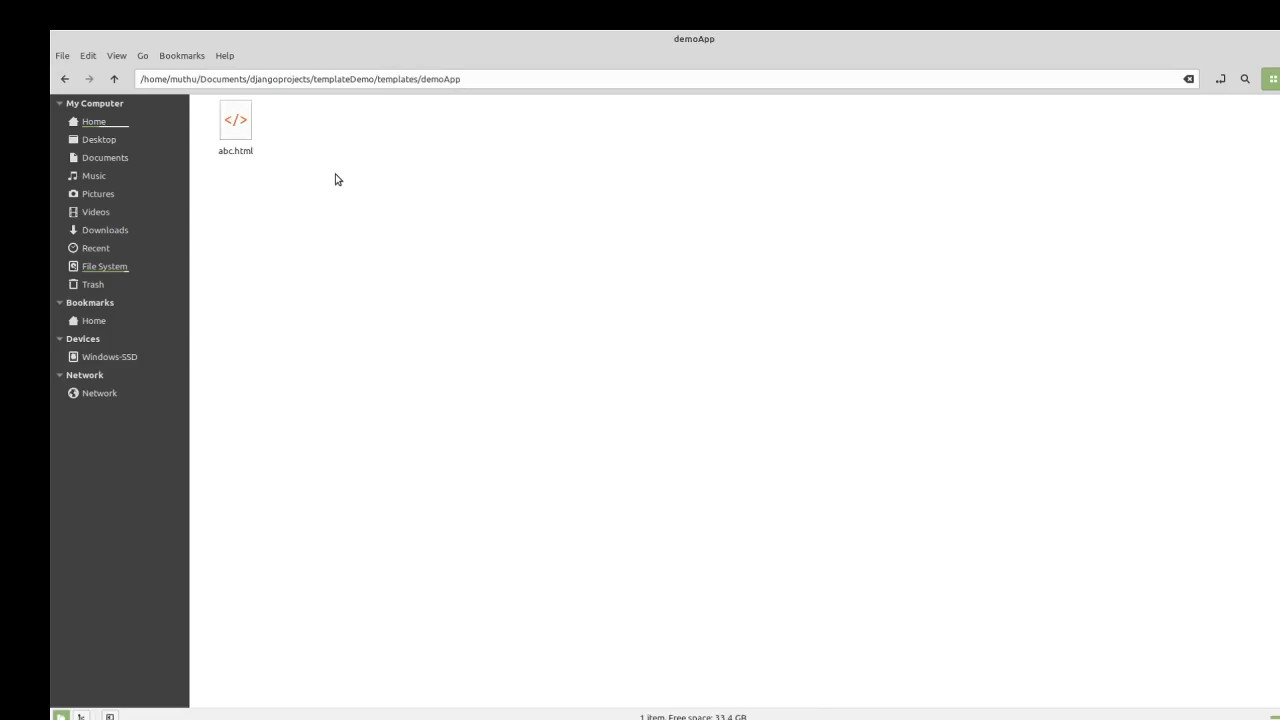 demoApp
File Edit View Go Bookmarks Help
/home/muthu/Documents/djangoprojects/templateDemo/templates/demoApp
My Computer
Home
Desktop
Documents
Music
Pictures
Videos
Downloads
Recent
File System
Trash
Bookmarks
Home
Devices
Windows-SSD
Network
Network
</>
abc.html
1 item, Free space: 33.4 GB